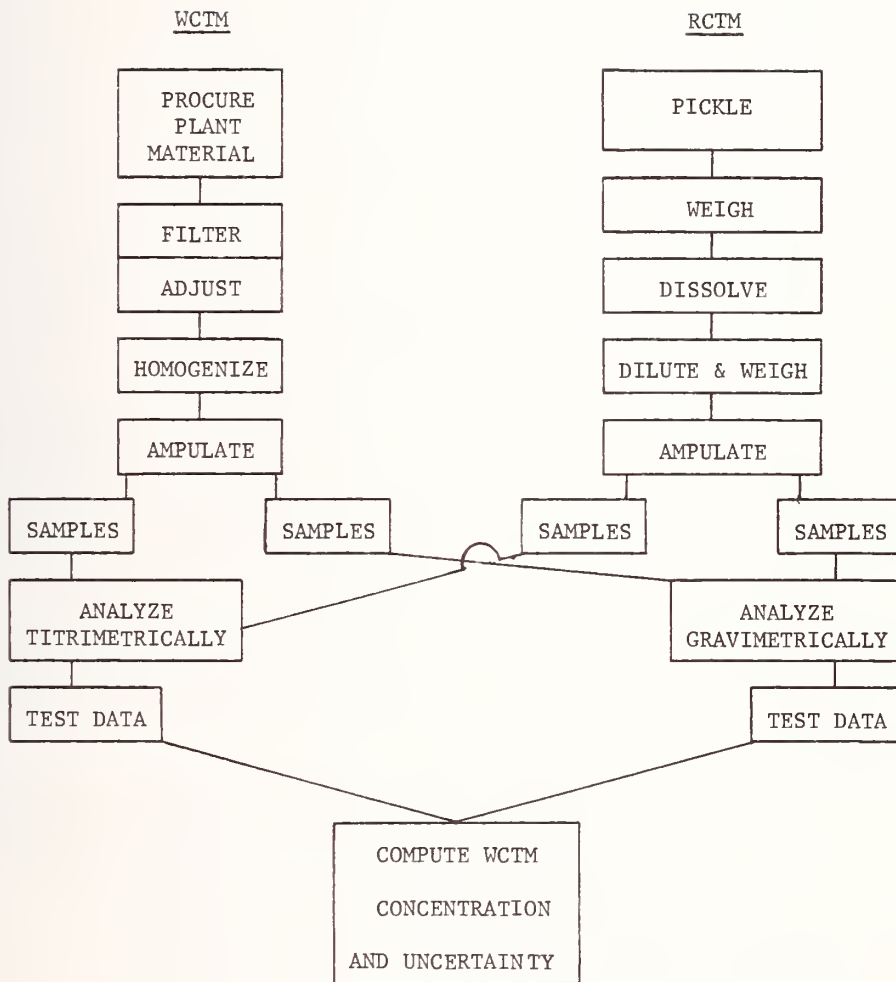 WCTM
RCTM
PROCURE
PLANT
MATERIAL
FILTER
ADJUST
HOMOGENIZE
AMPULATE
SAMPLES
SAMPLES
PICKLE
WEIGH
DISSOLVE
DILUTE & WEIGH
AMPULATE
SAMPLES
SAMPLES
ANALYZE
TITRIMETRICALLY
ANALYZE
GRAVIMETRICALLY
TEST DATA
TEST DATA
COMPUTE WCTM
CONCENTRATION
AND UNCERTAINTY